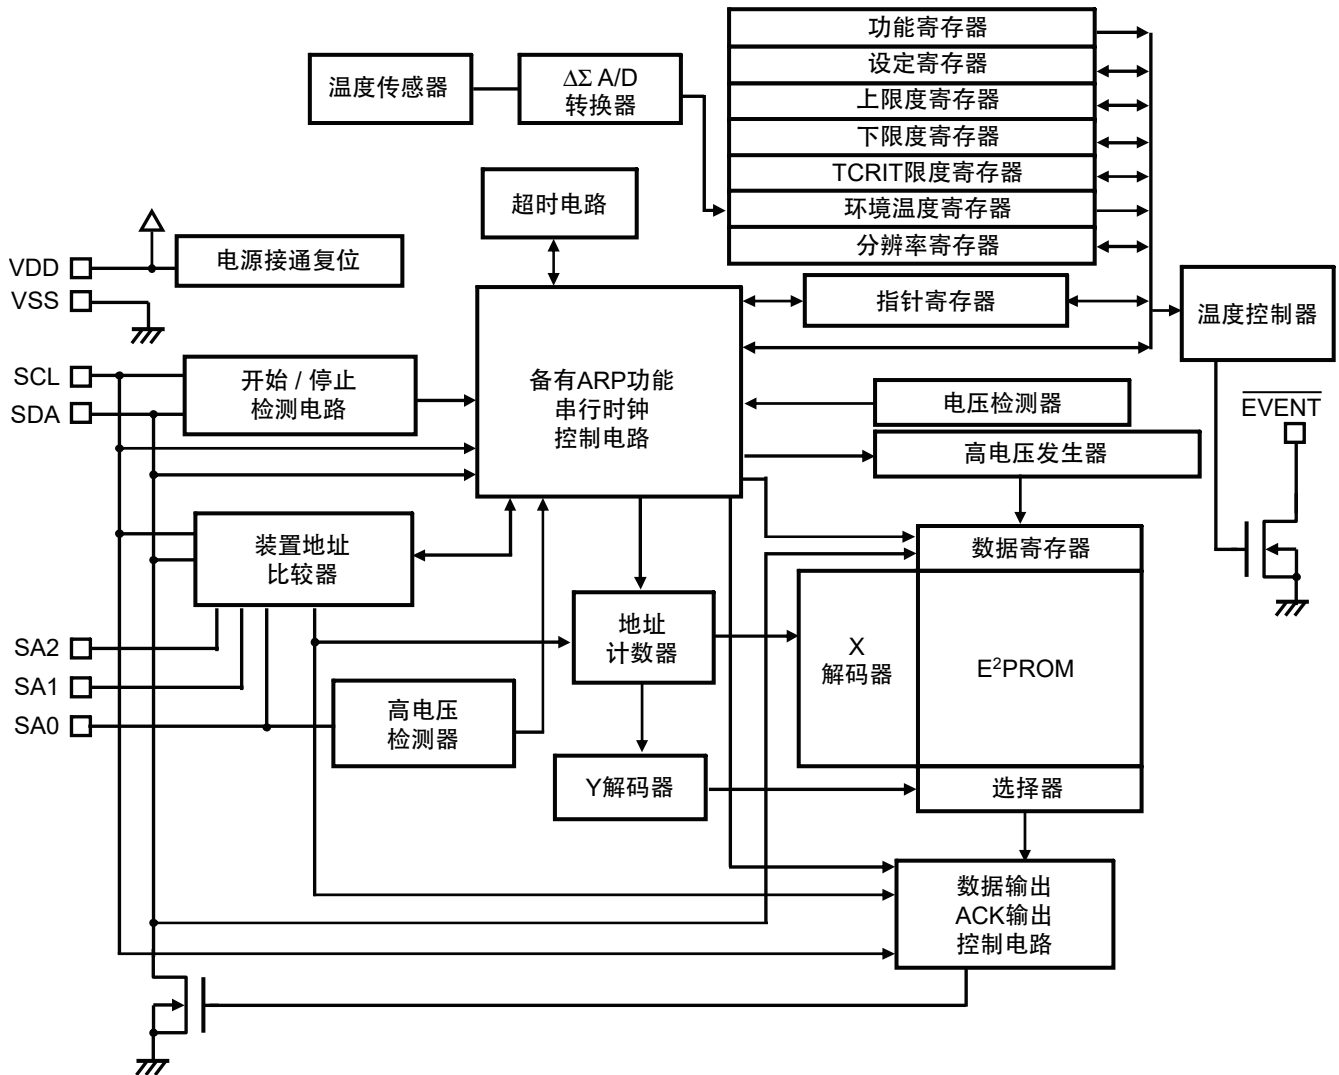 功能寄存器
设定寄存器
上限度寄存器
下限度寄存器
TCRIT限度寄存器
环境温度寄存器
分辨率寄存器
温度传感器
ΔΣ A/D
转换器
超时电路
电源接通复位
VDD
VSS
指针寄存器
温度控制器
SCL
SDA
开始 / 停止
检测电路
备有ARP功能
串行时钟
控制电路
电压检测器
高电压发生器
EVENT
装置地址
比较器
数据寄存器
SA2
SA1
SA0
地址
计数器
X
解码器
E²PROM
高电压
检测器
Y解码器
选择器
数据输出
ACK输出
控制电路